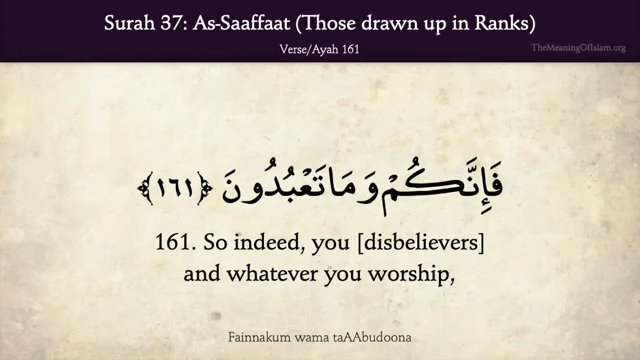 Surah 37: As-Saaffaat (Those drawn up in Ranks)
Verse/Ayah 161
TheMeaningOfIslam.org
فَإِنَّكُمْ وَمَا تَعْبُدُونَ ﴿١٦١﴾
161. So indeed, you [disbelievers]
and whatever you worship,
Fainnakum wama taAAbudoona